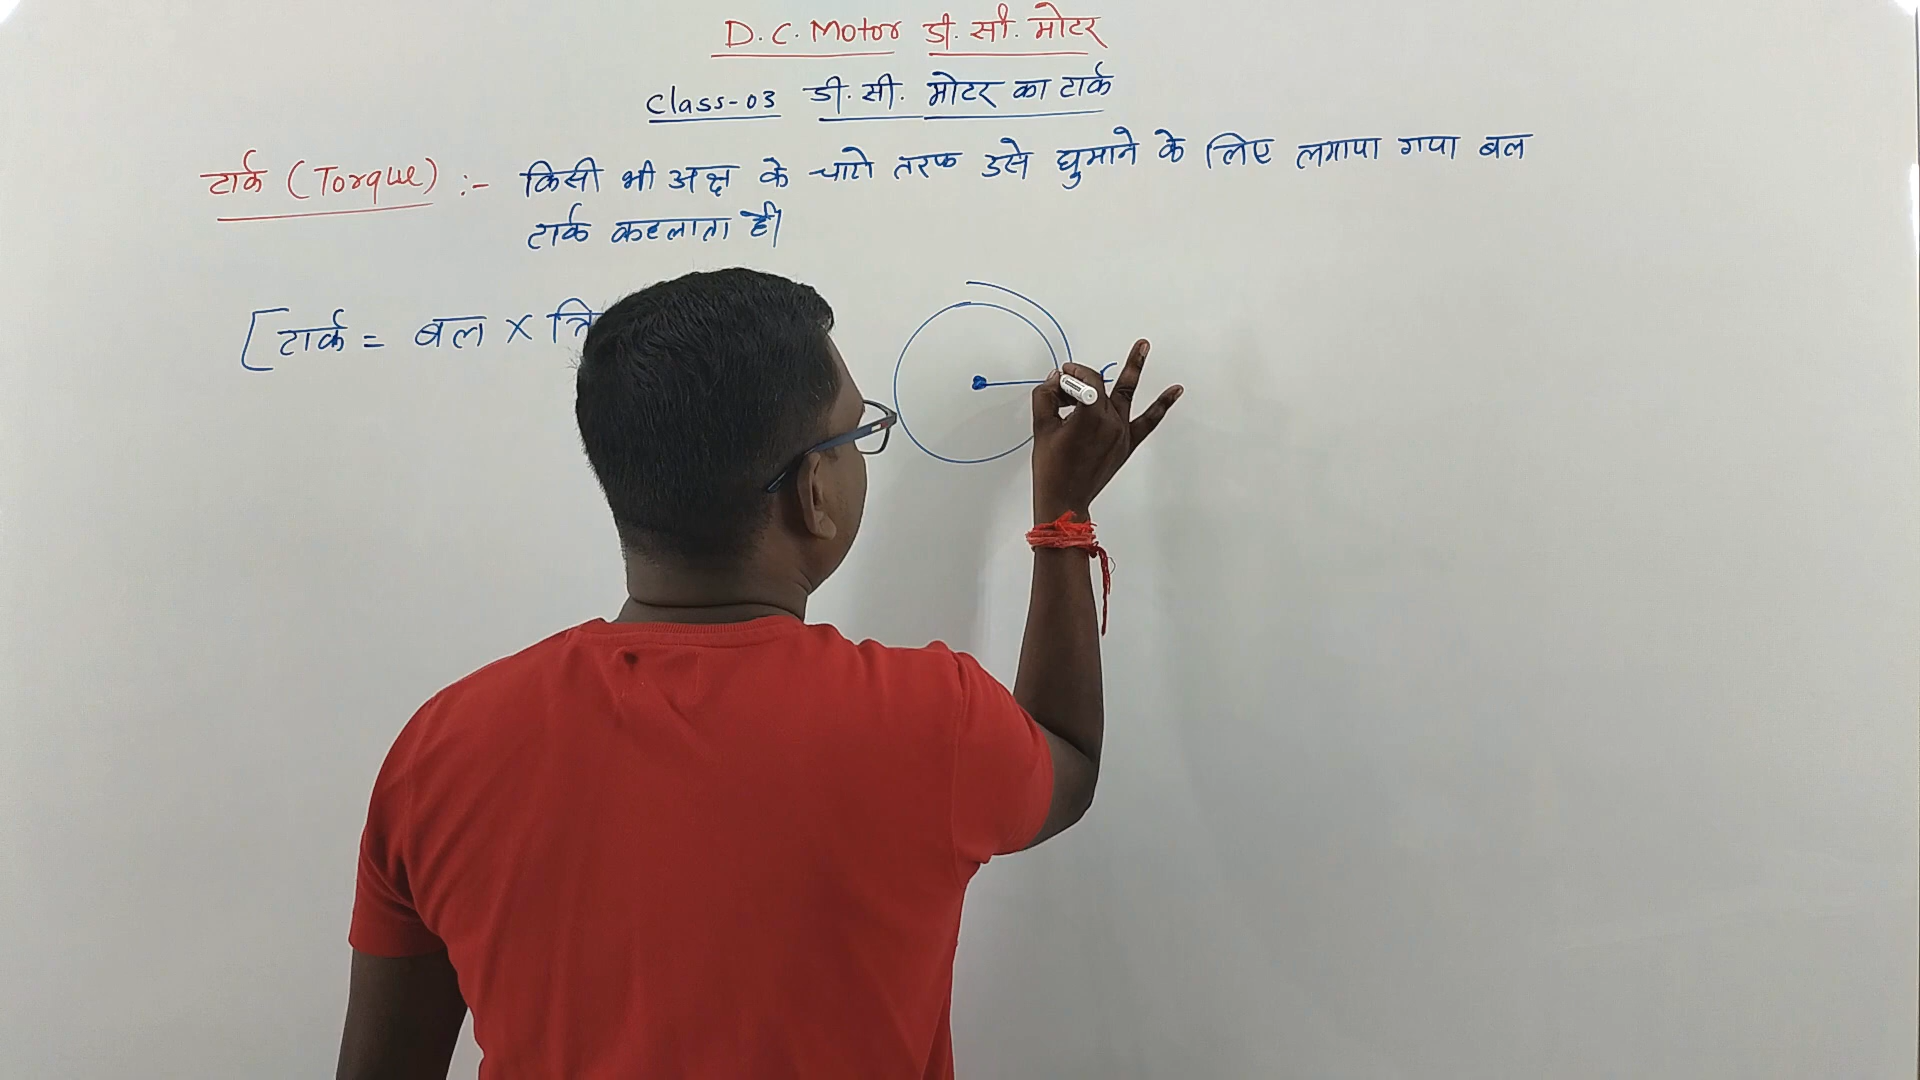 D.C. Motor डी. सी. मोटर
Class-03 डी. सी. मोटर का टार्क
टार्क (Torque) :- किसी भी अक्ष के चारो तरफ उसे घुमाने के लिए लगाया गया बल
टार्क कहलाता है।
[टार्क = बल ×